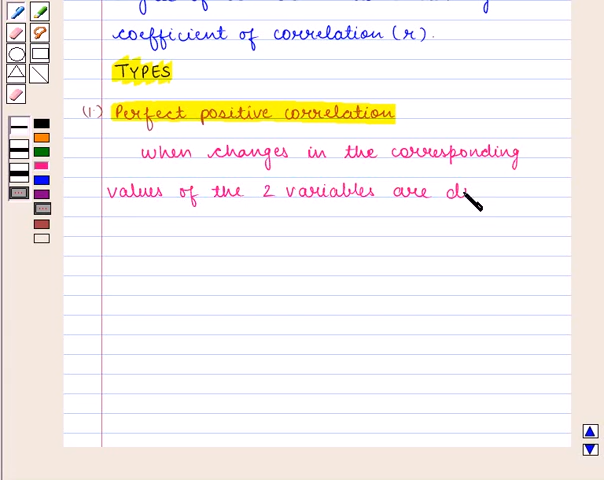 coefficient of correlation (r).
TYPES
(1.) Perfect positive correlation
when changes in the corresponding
values of the 2 variables are di